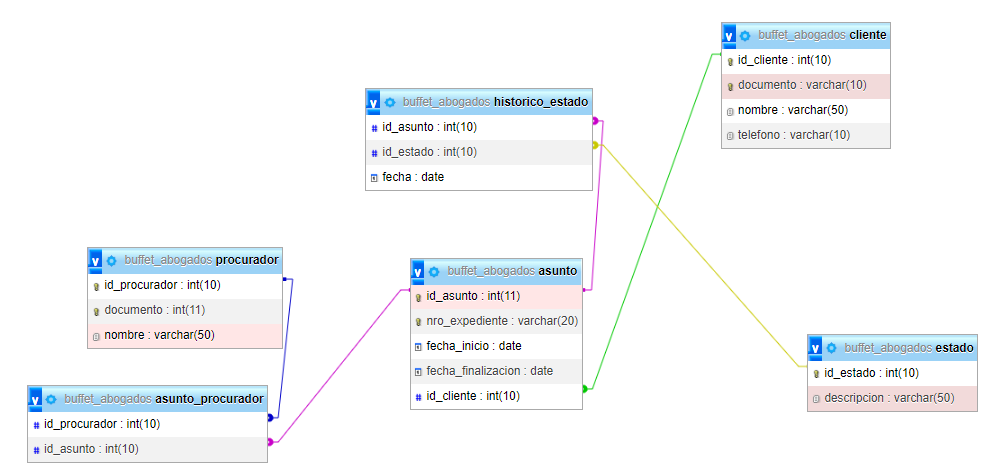 buffet_abogados cliente
id_cliente : int(10)
documento : varchar(10)
nombre : varchar(50)
telefono : varchar(10)
buffet_abogados historico_estado
id_asunto : int(10)
id_estado : int(10)
fecha : date
buffet_abogados procurador
id_procurador : int(10)
documento : int(11)
nombre : varchar(50)
buffet_abogados asunto
id_asunto : int(11)
nro_expediente : varchar(20)
fecha_inicio : date
fecha_finalizacion : date
id_cliente : int(10)
buffet_abogados estado
id_estado : int(10)
descripcion : varchar(50)
buffet_abogados asunto_procurador
id_procurador : int(10)
id_asunto : int(10)